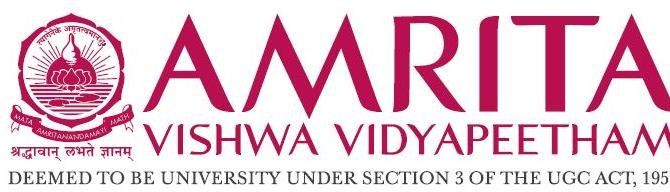 AMRITA
VISHWA VIDYAPEETHAM
MATA AMRITANANDAMAYI MATH
श्रद्धावान् लभते ज्ञानम्
DEEMED TO BE UNIVERSITY UNDER SECTION 3 OF THE UGC ACT, 195